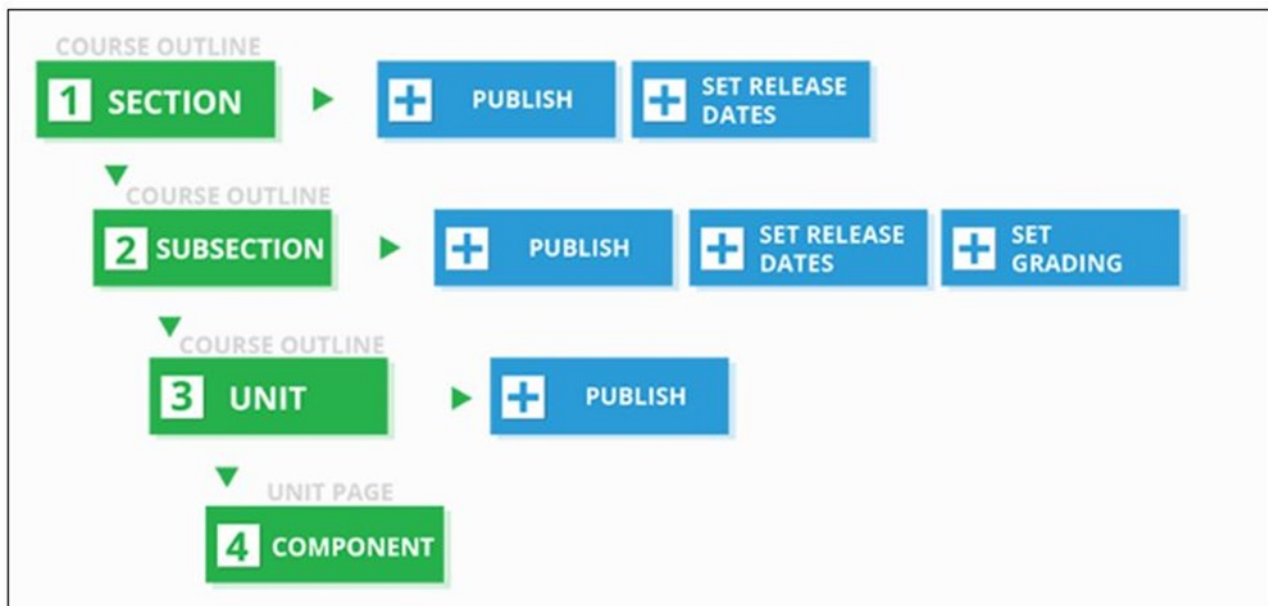 COURSE OUTLINE
1 SECTION
PUBLISH
SET RELEASE
DATES
COURSE OUTLINE
2 SUBSECTION
PUBLISH
SET RELEASE
DATES
SET
GRADING
COURSE OUTLINE
3 UNIT
PUBLISH
UNIT PAGE
4 COMPONENT